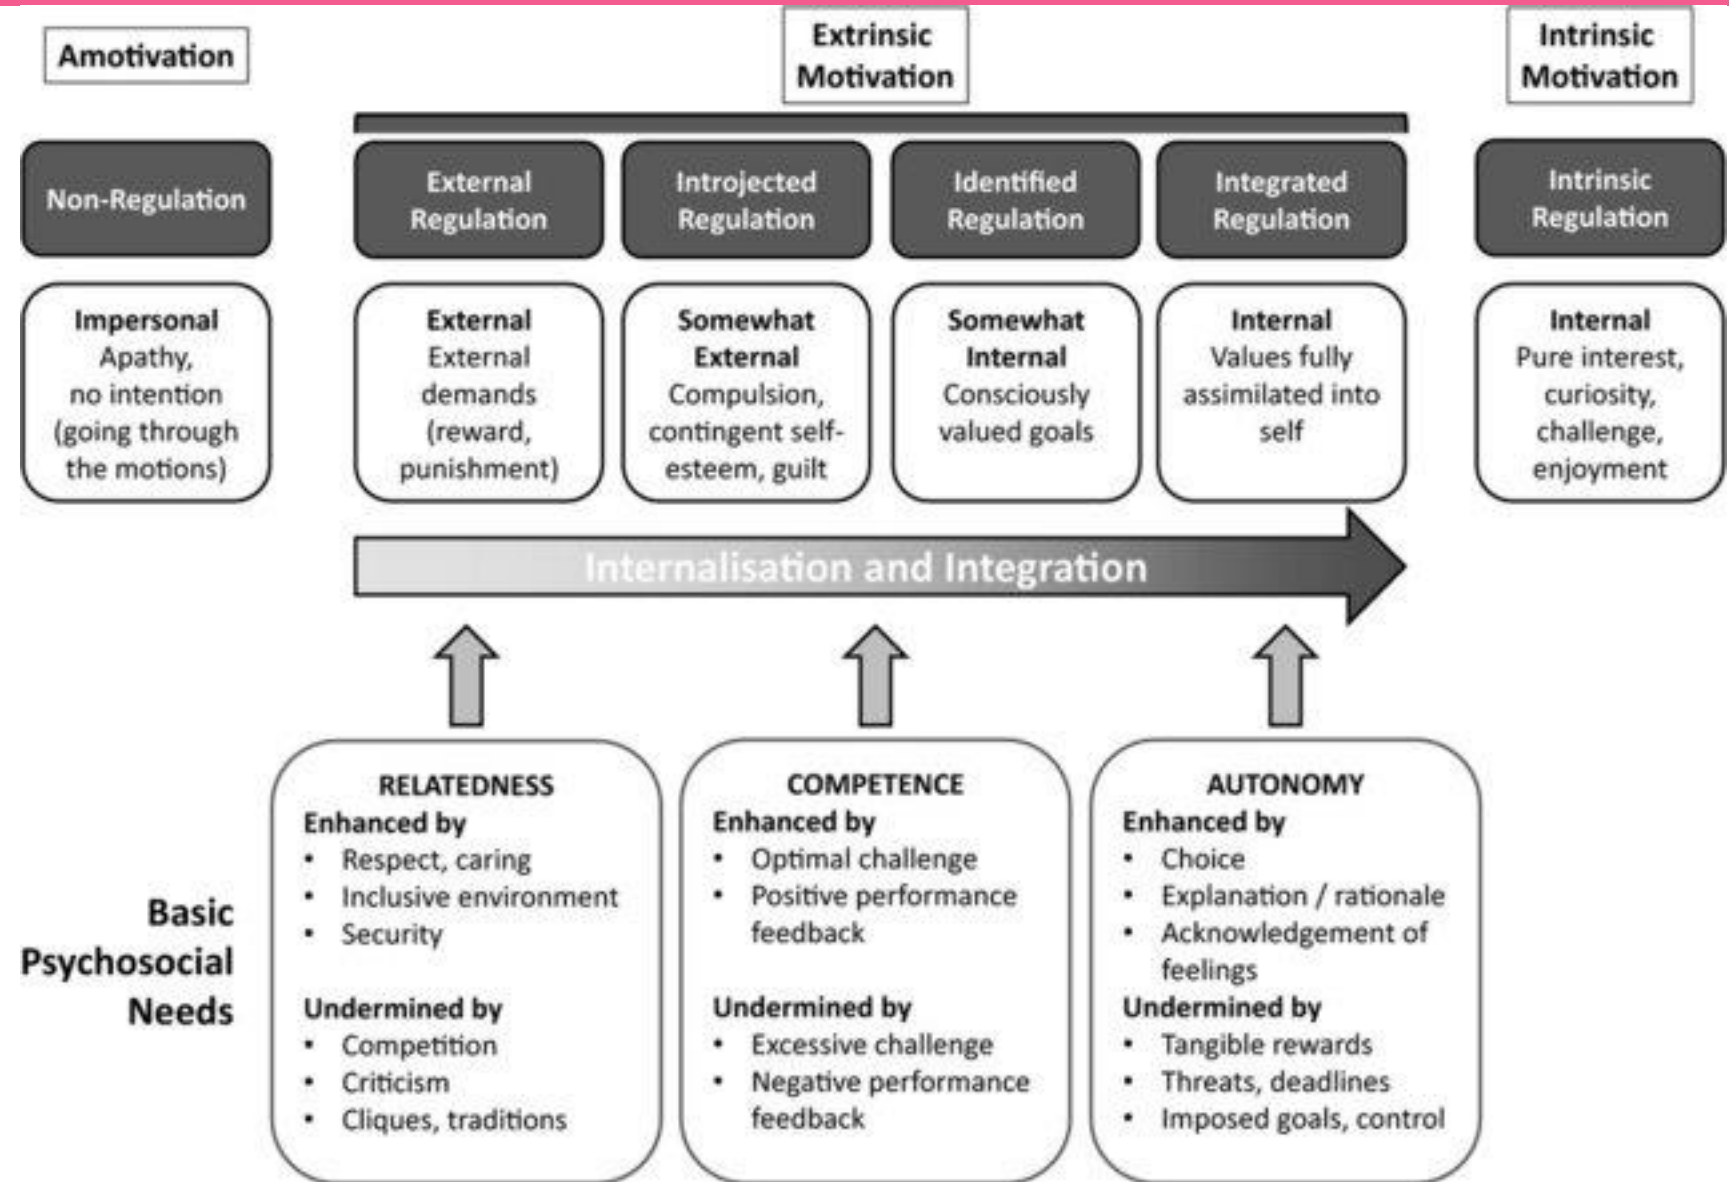 Amotivation
Extrinsic
Motivation
Intrinsic
Motivation
Non-Regulation
External
Regulation
Introjected
Regulation
Identified
Regulation
Integrated
Regulation
Intrinsic
Regulation
Impersonal
Apathy,
no intention
(going through
the motions)
External
External
demands
(reward,
punishment)
Somewhat
External
Compulsion,
contingent self-
esteem, guilt
Somewhat
Internal
Consciously
valued goals
Internal
Values fully
assimilated into
self
Internal
Pure interest,
curiosity,
challenge,
enjoyment
Internalisation and Integration
Basic
Psychosocial
Needs
RELATEDNESS
Enhanced by
• Respect, caring
• Inclusive environment
• Security
Undermined by
• Competition
• Criticism
• Cliques, traditions
COMPETENCE
Enhanced by
• Optimal challenge
• Positive performance
feedback
Undermined by
• Excessive challenge
• Negative performance
feedback
AUTONOMY
Enhanced by
• Choice
• Explanation / rationale
• Acknowledgement of
feelings
Undermined by
• Tangible rewards
• Threats, deadlines
• Imposed goals, control